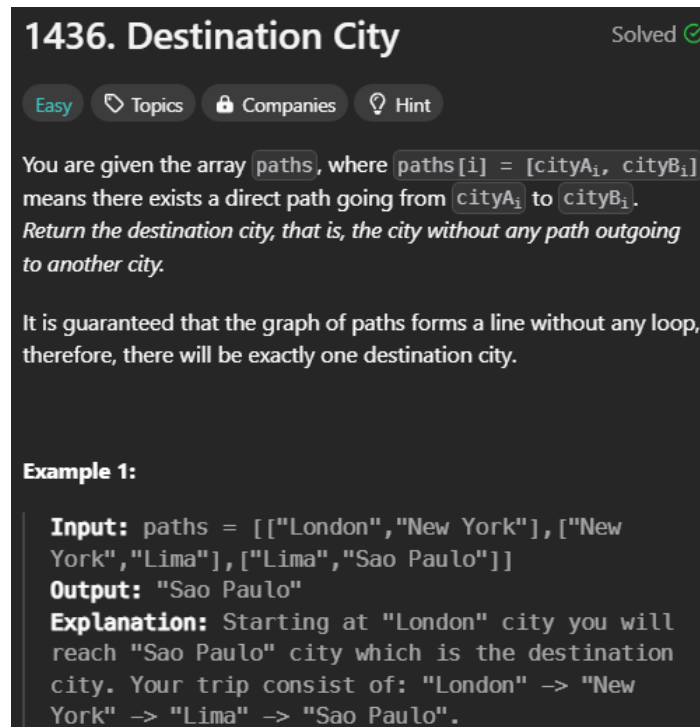 1436. Destination City
Solved
Easy Topics Companies Hint
You are given the array paths, where paths[i] = [cityAᵢ, cityBᵢ]
means there exists a direct path going from cityAᵢ to cityBᵢ.
Return the destination city, that is, the city without any path outgoing
to another city.
It is guaranteed that the graph of paths forms a line without any loop,
therefore, there will be exactly one destination city.
Example 1:
Input: paths = [["London","New York"],["New
York","Lima"],["Lima","Sao Paulo"]]
Output: "Sao Paulo"
Explanation: Starting at "London" city you will
reach "Sao Paulo" city which is the destination
city. Your trip consist of: "London" -> "New
York" -> "Lima" -> "Sao Paulo".